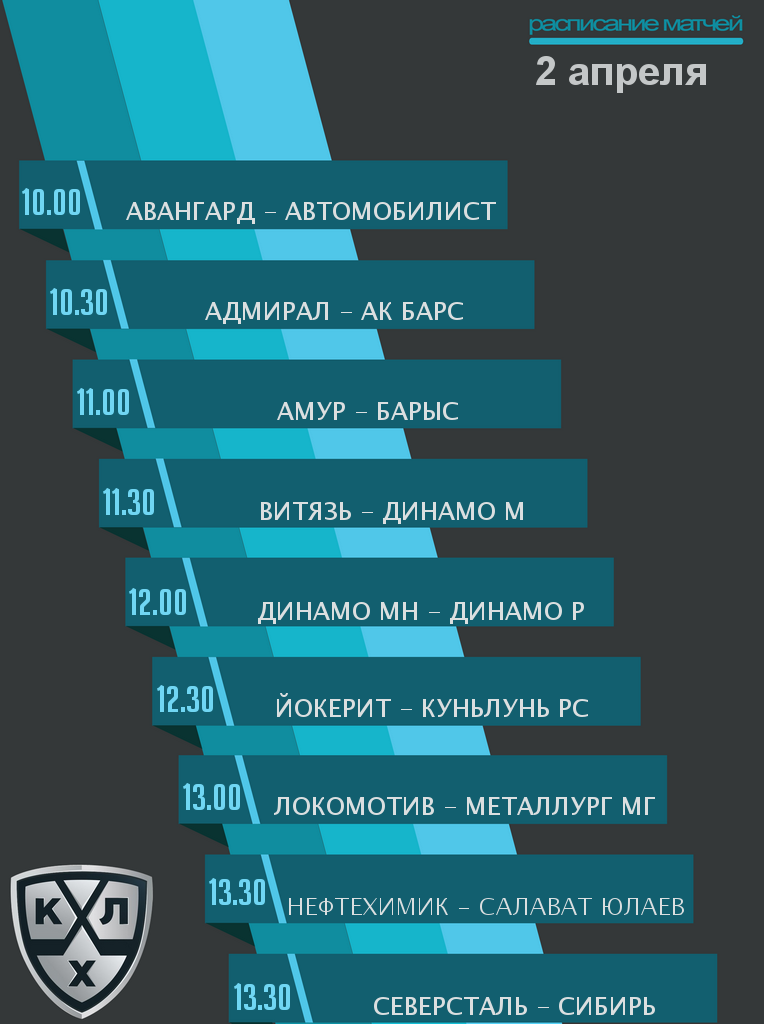 расписание матчей
2 апреля
10.00 АВАНГАРД – АВТОМОБИЛИСТ
10.30 АДМИРАЛ – АК БАРС
11.00 АМУР – БАРЫС
11.30 ВИТЯЗЬ – ДИНАМО М
12.00 ДИНАМО МН – ДИНАМО Р
12.30 ЙОКЕРИТ – КУНЬЛУНЬ РС
13.00 ЛОКОМОТИВ – МЕТАЛЛУРГ МГ
13.30 НЕФТЕХИМИК – САЛАВАТ ЮЛАЕВ
13.30 СЕВЕРСТАЛЬ – СИБИРЬ
КХЛ
Х